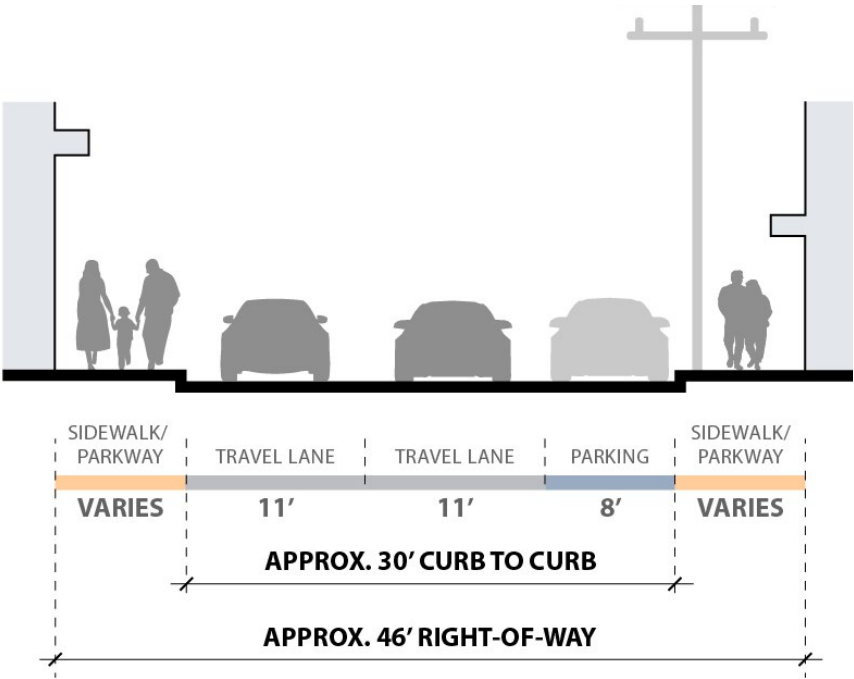 SIDEWALK/
PARKWAY
TRAVEL LANE
TRAVEL LANE
PARKING
SIDEWALK/
PARKWAY
VARIES
11’
11’
8’
VARIES
APPROX. 30’ CURB TO CURB
APPROX. 46’ RIGHT-OF-WAY